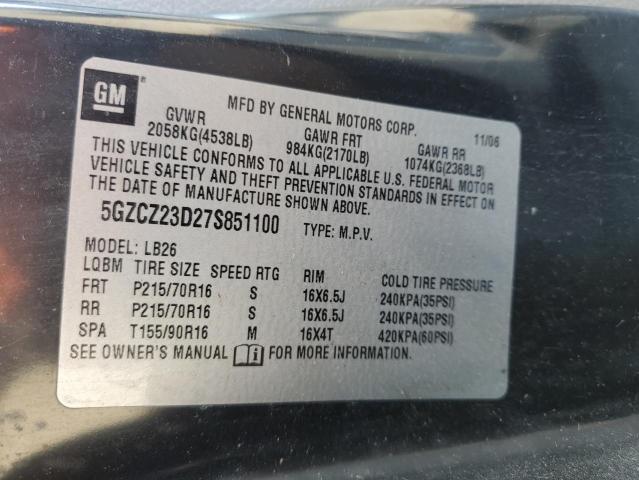 GM
MFD BY GENERAL MOTORS CORP. 11/06
GVWR GAWR FRT GAWR RR
2058KG(4538LB) 984KG(2170LB) 1074KG(2368LB)
THIS VEHICLE CONFORMS TO ALL APPLICABLE U.S. FEDERAL MOTOR
VEHICLE SAFETY AND THEFT PREVENTION STANDARDS IN EFFECT ON
THE DATE OF MANUFACTURE SHOWN ABOVE.
5GZCZ23D27S851100 TYPE: M.P.V.
MODEL: LB26
LQBM TIRE SIZE SPEED RTG RIM COLD TIRE PRESSURE
FRT P215/70R16 S 16X6.5J 240KPA(35PSI)
RR P215/70R16 S 16X6.5J 240KPA(35PSI)
SPA T155/90R16 M 16X4T 420KPA(60PSI)
SEE OWNER'S MANUAL i FOR MORE INFORMATION.